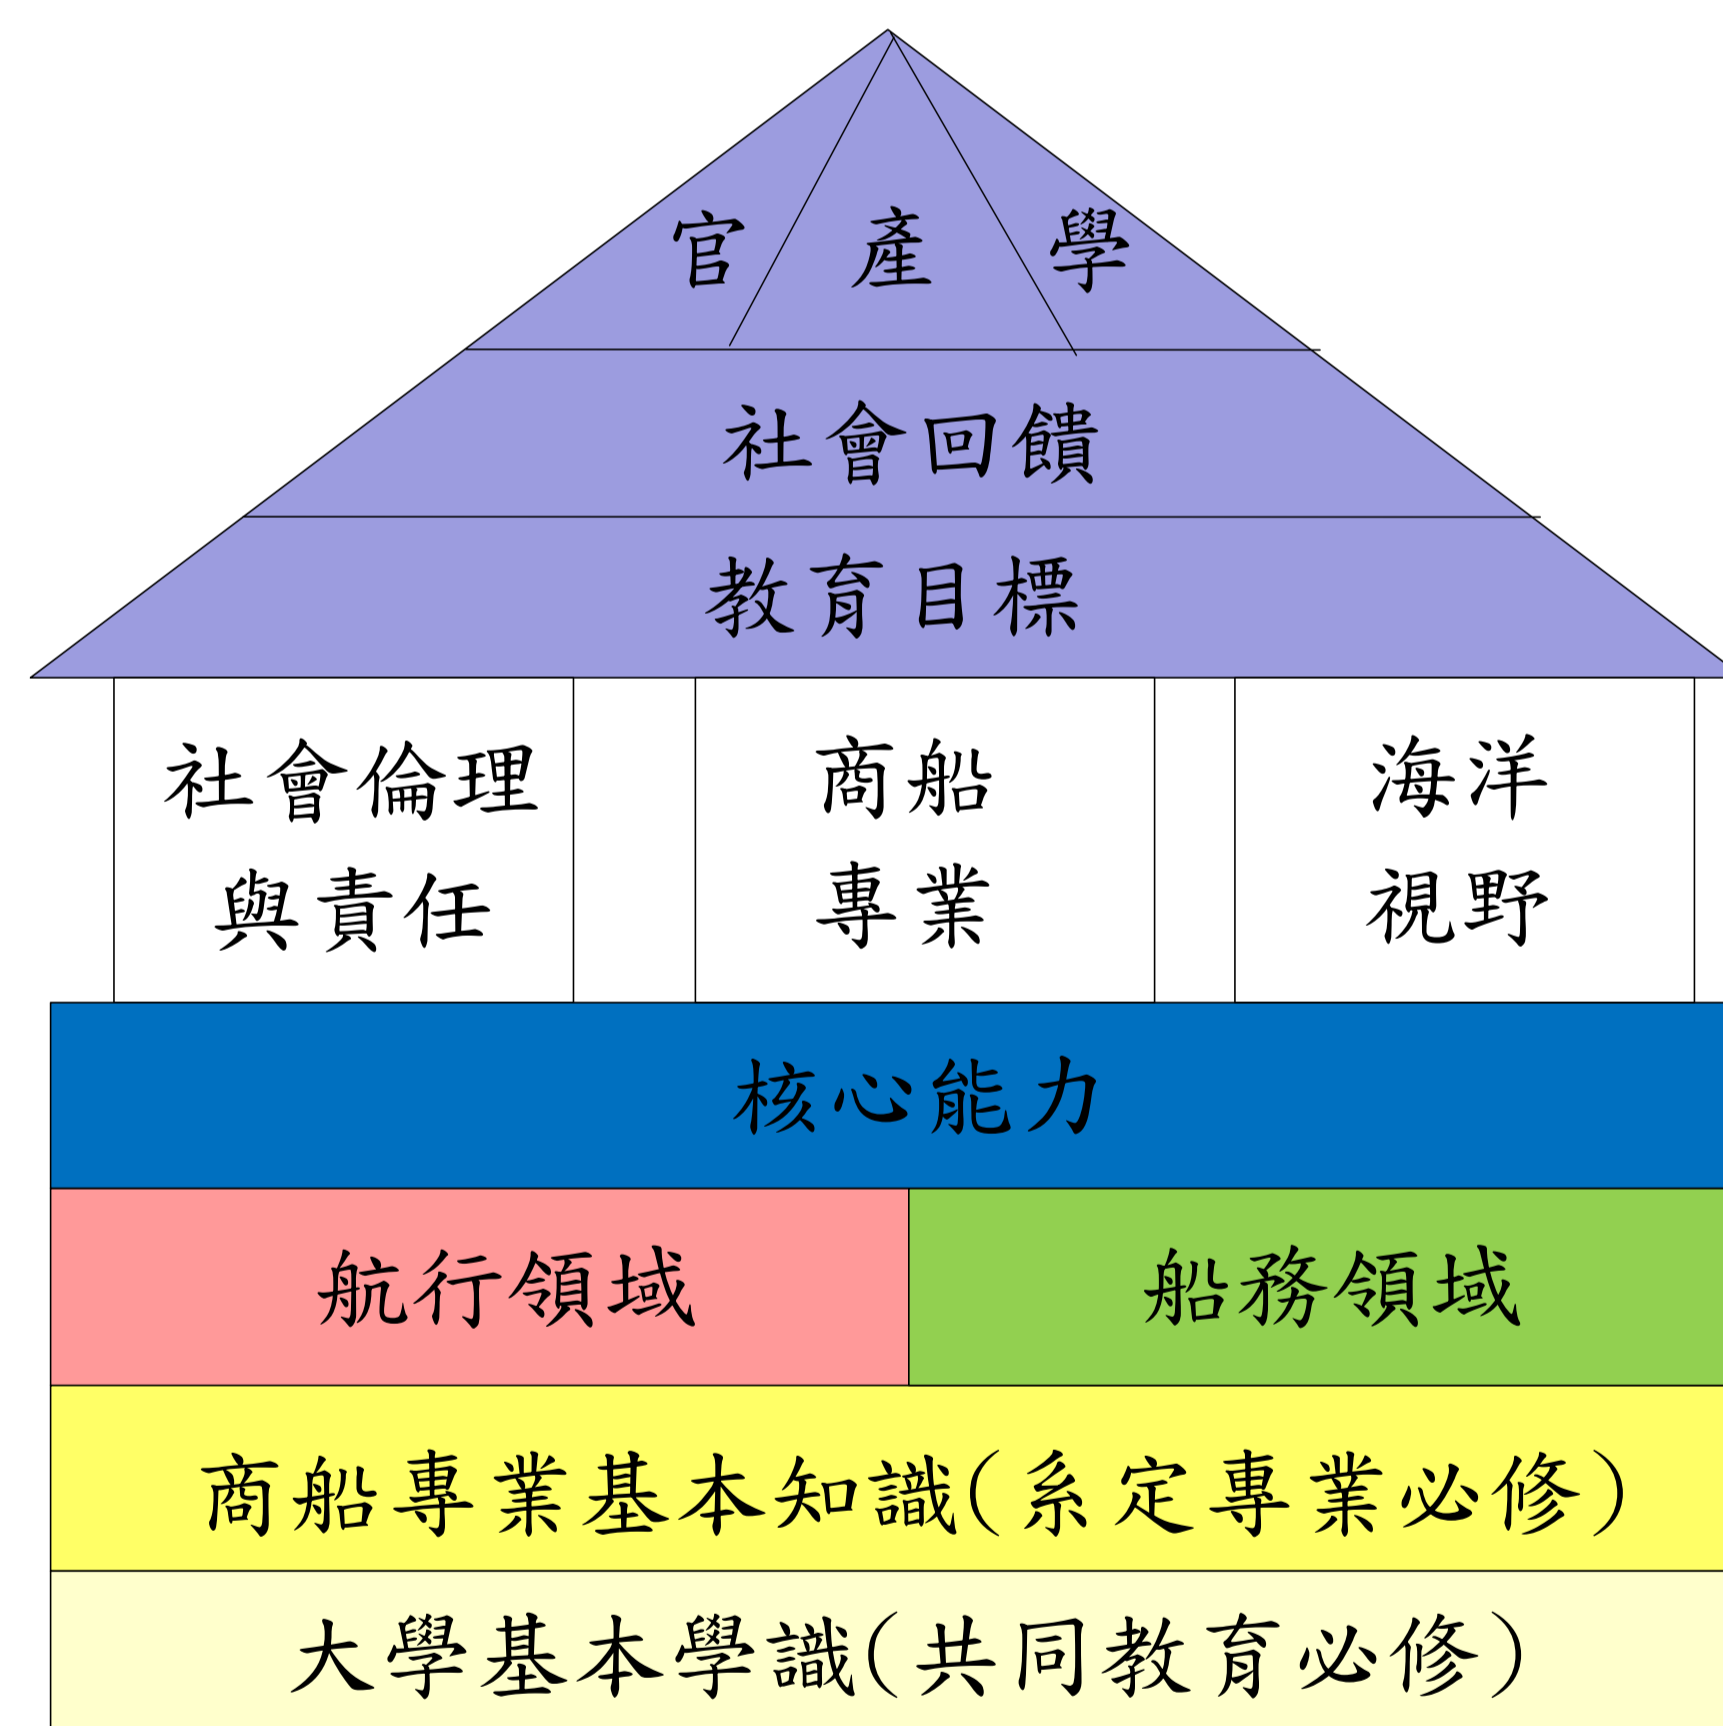 官 產 學
社會回饋
教育目標
社會倫理
與責任
商船
專業
海洋
視野
核心能力
航行領域
船務領域
商船專業基本知識(系定專業必修)
大學基本學識(共同教育必修)